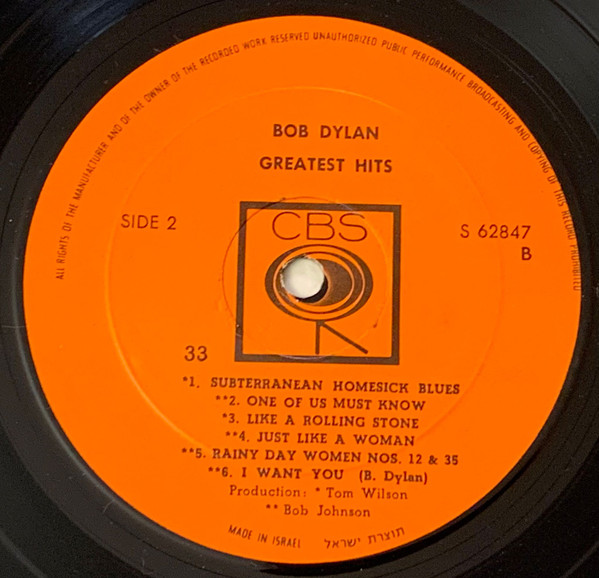 ALL RIGHTS OF THE MANUFACTURER AND OF THE OWNER OF THE RECORDED WORK RESERVED UNAUTHORIZED PUBLIC PERFORMANCE BROADCASTING AND COPYING OF THIS RECORD PROHIBITED
BOB DYLAN
GREATEST HITS
SIDE 2
CBS
S 62847
B
33
*1. SUBTERRANEAN HOMESICK BLUES
**2. ONE OF US MUST KNOW
*3. LIKE A ROLLING STONE
**4. JUST LIKE A WOMAN
**5. RAINY DAY WOMEN NOS. 12 & 35
**6. I WANT YOU (B. Dylan)
Production: * Tom Wilson
** Bob Johnson
MADE IN ISRAEL תוצרת ישראל